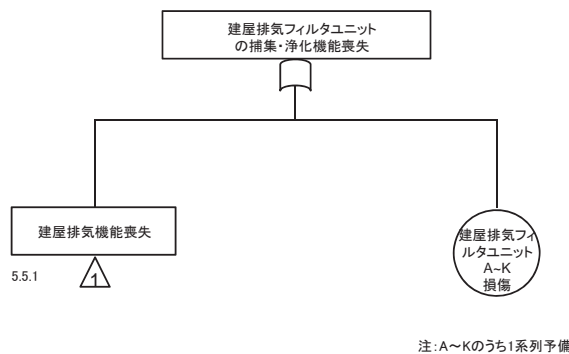 建屋排気フィルタユニット
の捕集・浄化機能喪失
建屋排気機能喪失
5.5.1
1
建屋排気フィ
ルタユニット
A~K
損傷
注:A～Kのうち1系列予備